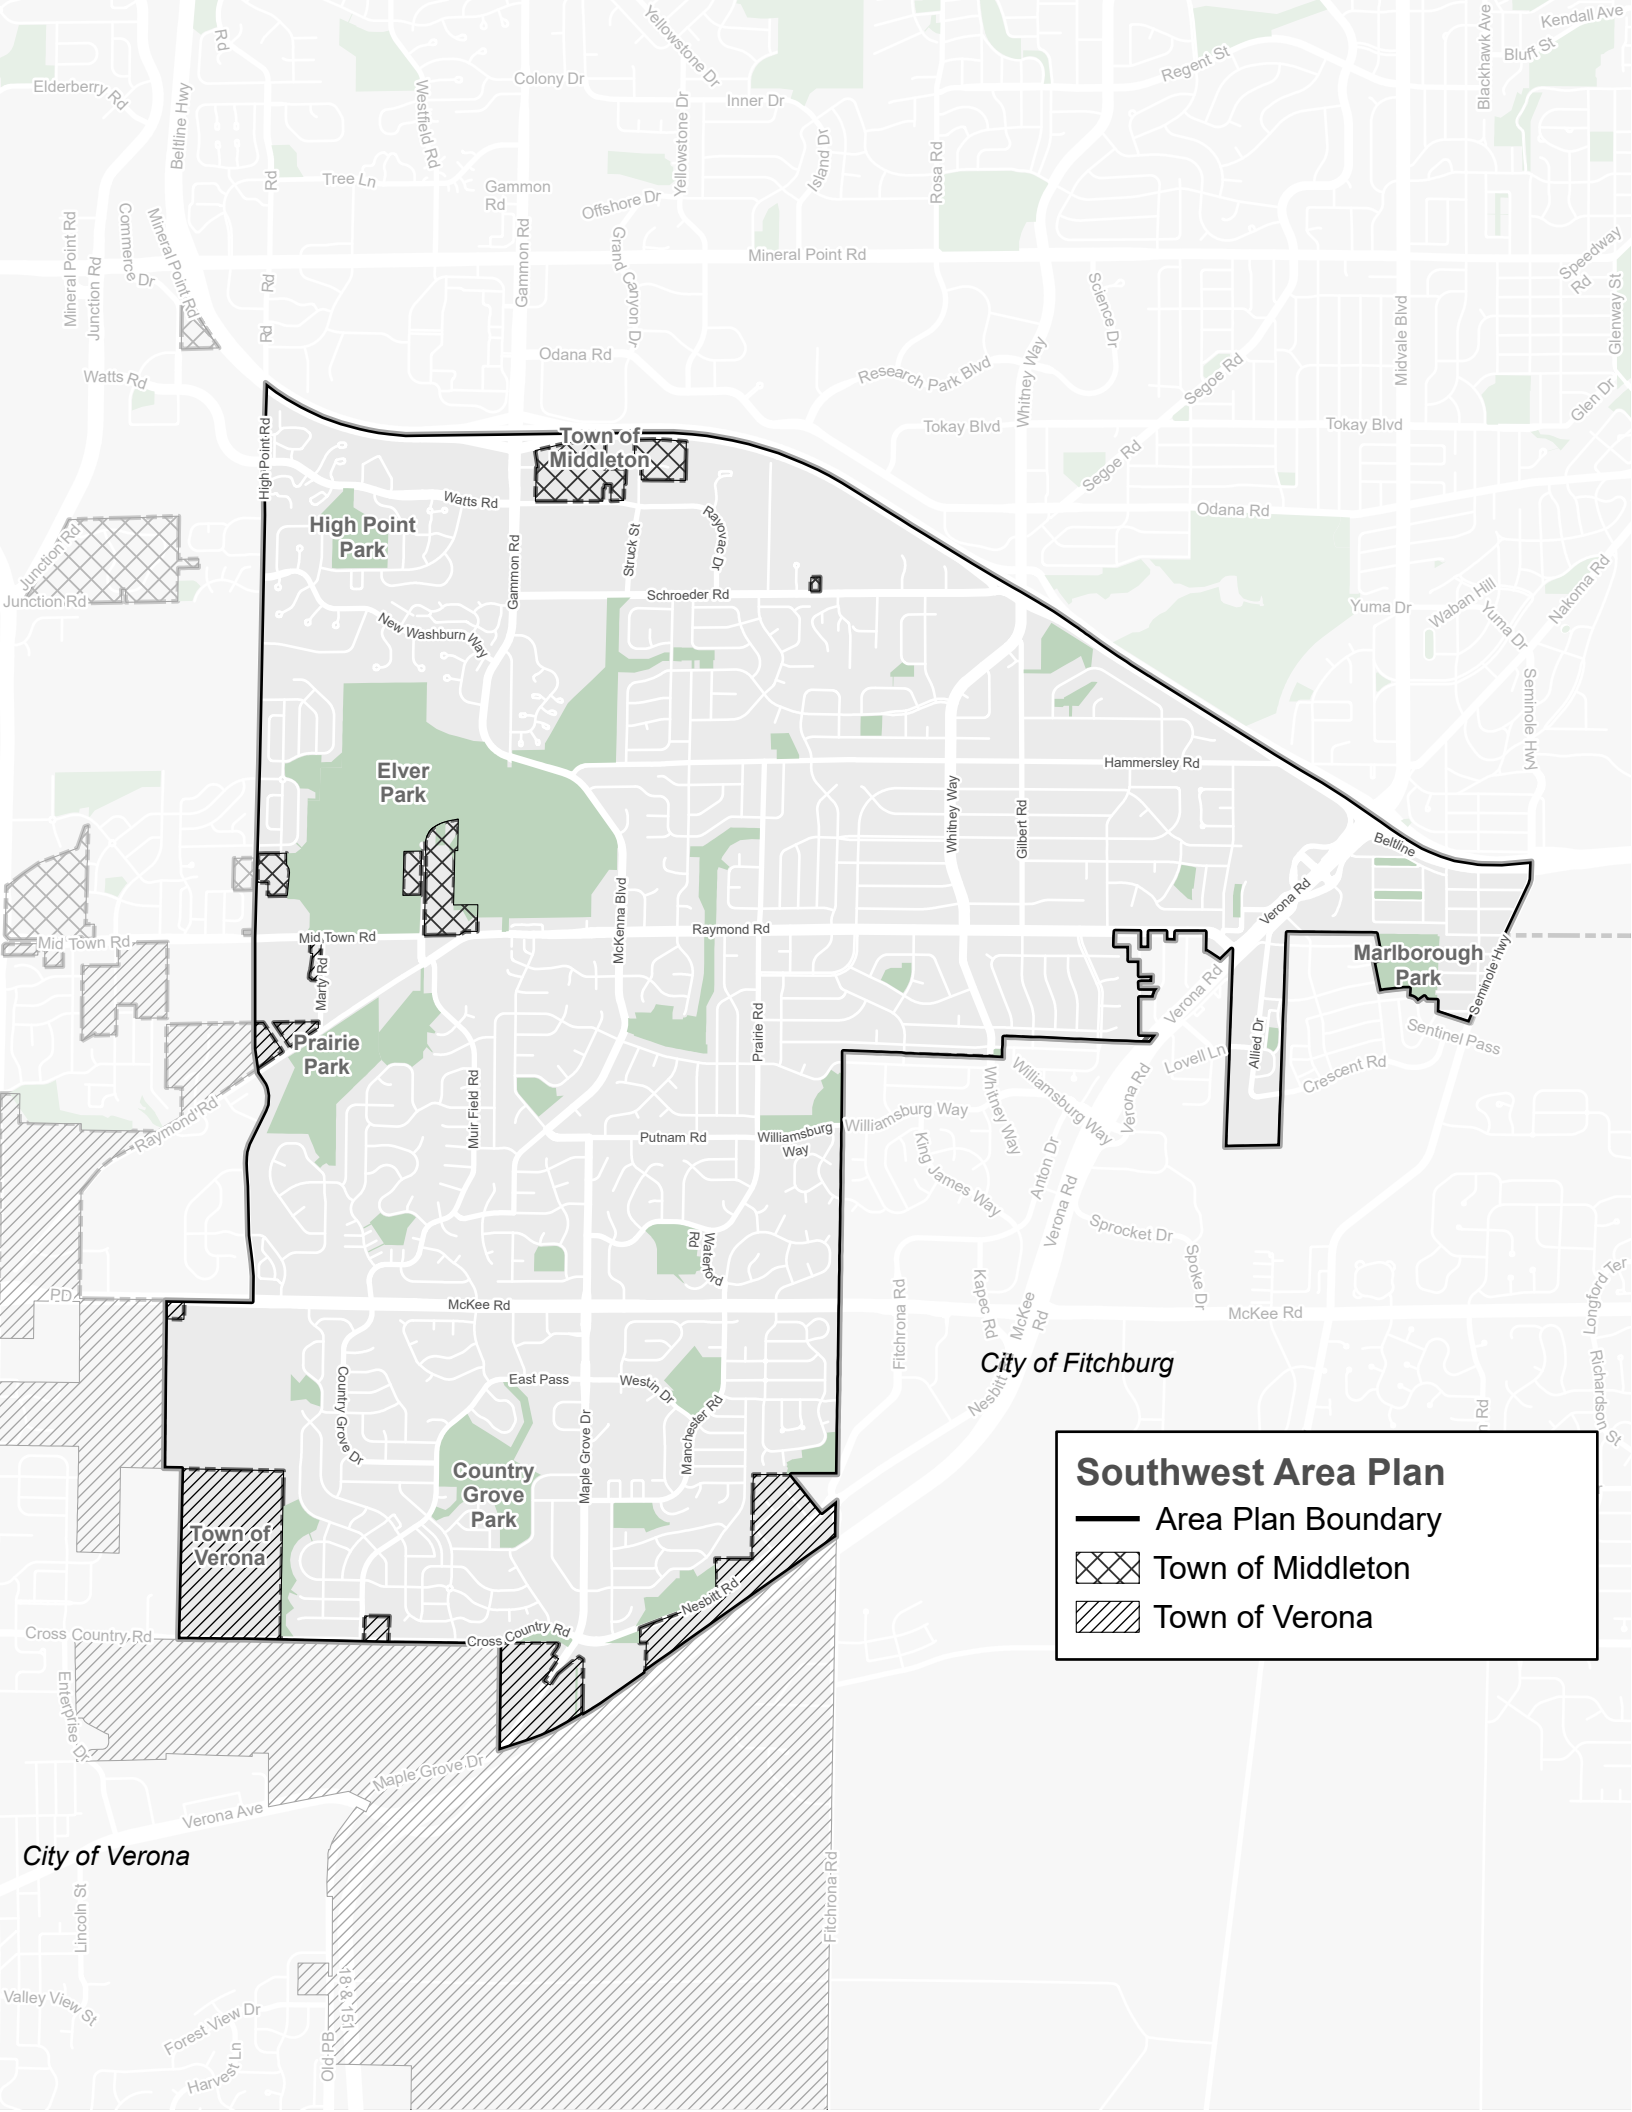 Kendall Ave
Yellowstone Dr
Blackhawk Ave
Rd
Bluff St
Regent St
Elderberry Rd
Colony Dr
Westfield Rd
Beltline Hwy
Inner Dr
Yellowstone Dr
Island Dr
Rosa Rd
Rd
Tree Ln
Gammon
Rd
Offshore Dr
Mineral Point Rd
Commerce Dr
Mineral Point Rd
Junction Rd
Gammon Rd
Grand Canyon Dr
Mineral Point Rd
Speedway
Rd
Rd
Science Dr
Glenway St
Midvale Blvd
Rd
Odana Rd
Whitney Way
Research Park Blvd
Segoe Rd
Watts Rd
Glen Dr
High Point Rd
Tokay Blvd
Tokay Blvd
Town of
Middleton
Segoe Rd
Watts Rd
Odana Rd
High Point
Park
Rayovac Dr
Struck St
Gammon Rd
Junction Rd
Junction Rd
Schroeder Rd
Yuma Dr
Waban Hill
Yuma Dr
Nakoma Rd
New Washburn Way
Seminole Hwy
Elver
Park
Hammersley Rd
Whitney Way
Gilbert Rd
Beltline
McKenna Blvd
Verona Rd
Mid Town Rd
Mid Town Rd
Raymond Rd
Marlborough
Park
Seminole Hwy
Marty Rd
Verona Rd
Prairie
Park
Prairie Rd
Allied Dr
Sentinel Pass
Lovell Ln
Crescent Rd
Raymond Rd
Muir Field Rd
Whitney Way
Williamsburg Way
Verona Rd
Williamsburg Way
Putnam Rd
Williamsburg
Way
King James Way
Anton Dr
Verona Rd
Sprocket Dr
Spoke Dr
Waterford
Rd
PD
McKee Rd
Fitchrona Rd
Kapec Rd
McKee
Rd
McKee Rd
Longford Ter
City of Fitchburg
Country Grove Dr
East Pass
Westin Dr
Nesbitt
Richardson St
Manchester Rd
Maple Grove Dr
n Rd
Country
Grove
Park
Southwest Area Plan
Area Plan Boundary
Town of Middleton
Town of Verona
Town of
Verona
Nesbitt Rd
Cross Country Rd
Cross Country Rd
Enterprise Dr
Maple Grove Dr
Verona Ave
City of Verona
Fitchrona Rd
Lincoln St
Valley View St
18 & 151
Forest View Dr
Old PB
Harvest Ln